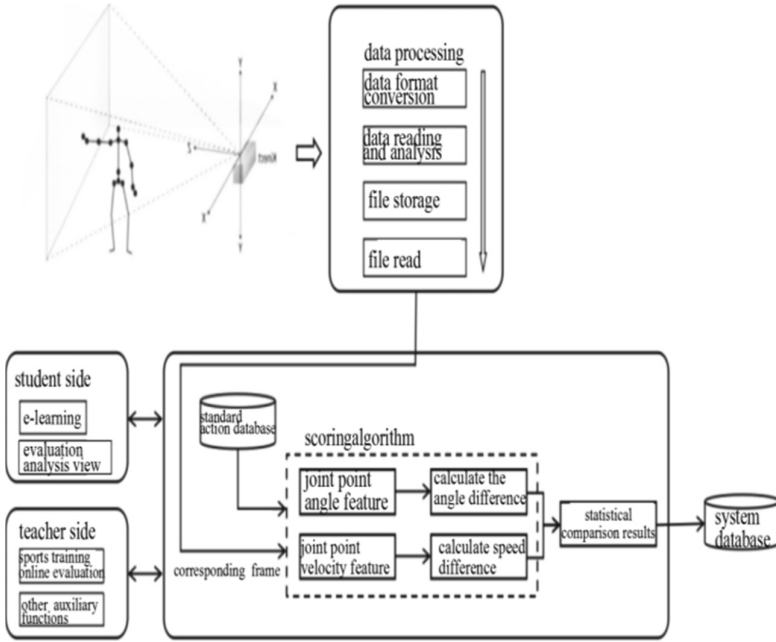 data processing
data format
conversion
data reading
and analysis
file storage
file read
Y
X
Z
Kinect
X
Y
student side
e-learning
evaluation
analysis view
teacher side
sports training
online evaluation
other auxiliary
functions
standard
action database
scoringalgorithm
joint point
angle feature
calculate the
angle difference
joint point
velocity feature
calculate speed
difference
corresponding frame
statistical
comparison results
system
database